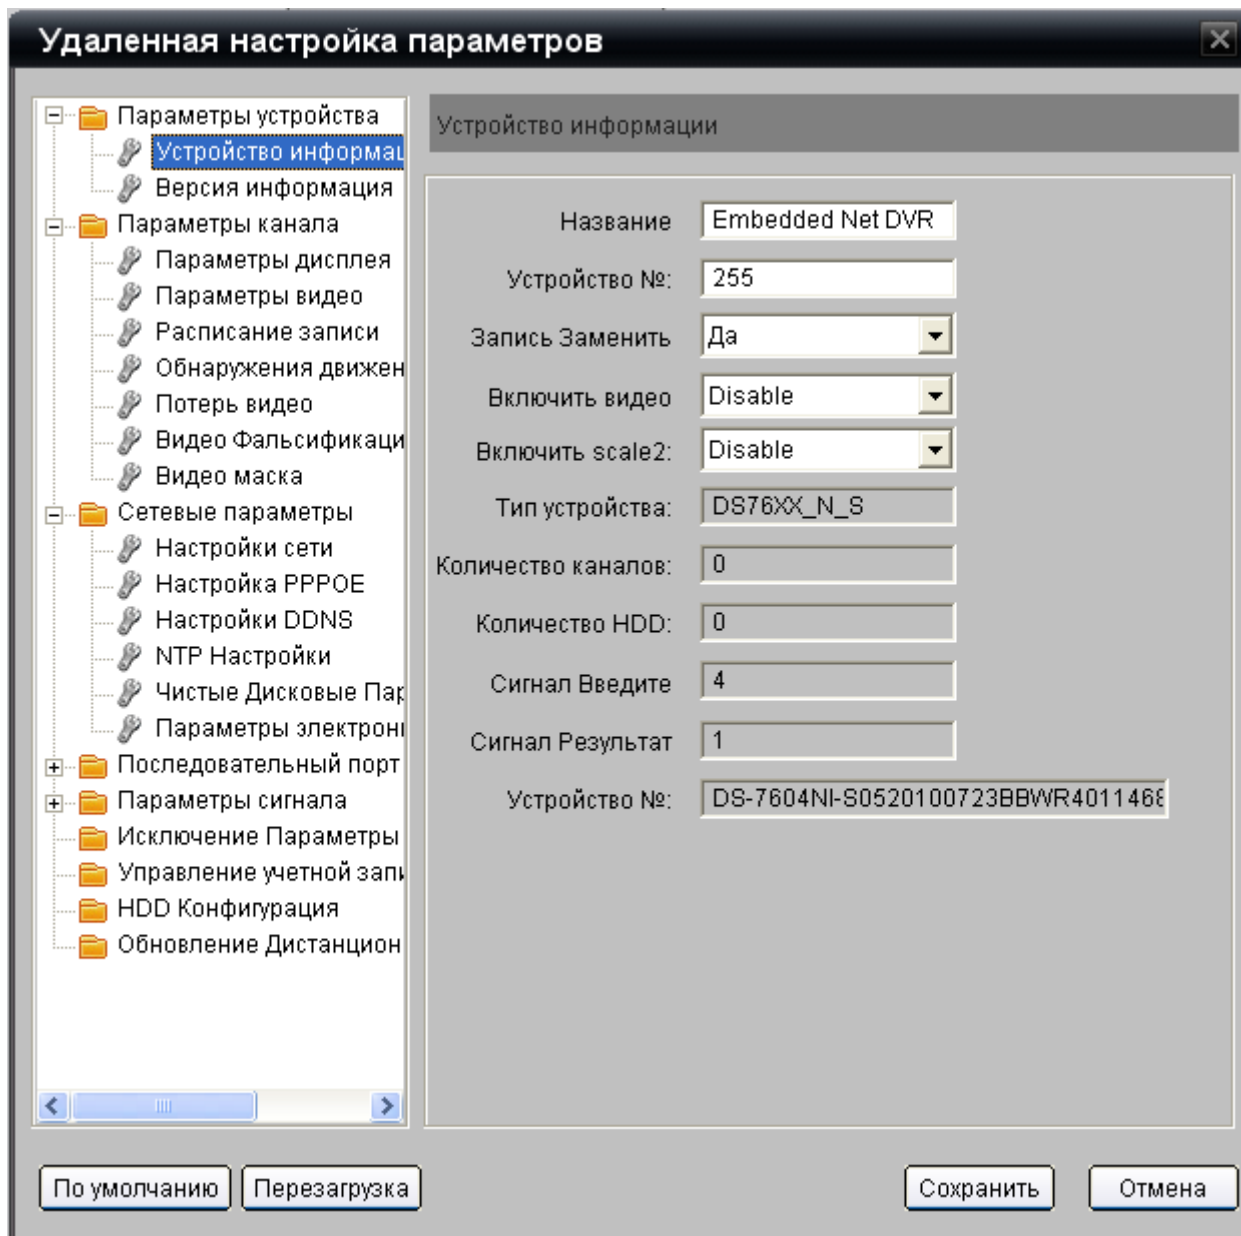 Удаленная настройка параметров
Параметры устройства
Устройство информац
Версия информация
Параметры канала
Параметры дисплея
Параметры видео
Расписание записи
Обнаружения движен
Потерь видео
Видео Фальсификаци
Видео маска
Сетевые параметры
Настройки сети
Настройка PPPOE
Настройки DDNS
NTP Настройки
Чистые Дисковые Пар
Параметры электронн
Последовательный порт
Параметры сигнала
Исключение Параметры
Управление учетной запи
HDD Конфигурация
Обновление Дистанцион
Устройство информации
Название Embedded Net DVR
Устройство №: 255
Запись Заменить Да
Включить видео Disable
Включить scale2: Disable
Тип устройства: DS76XX_N_S
Количество каналов: 0
Количество HDD: 0
Сигнал Введите 4
Сигнал Результат 1
Устройство №: DS-7604NI-S0520100723BBWR4011468
По умолчанию Перезагрузка Сохранить Отмена